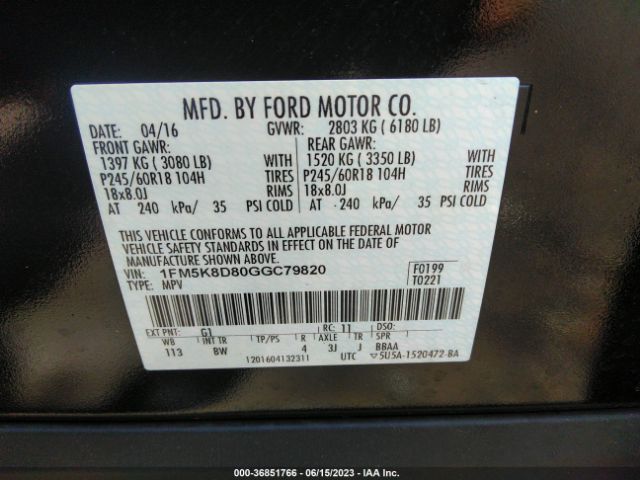 MFD. BY FORD MOTOR CO.
DATE: 04/16 GVWR: 2803 KG ( 6180 LB)
FRONT GAWR: REAR GAWR:
1397 KG ( 3080 LB) WITH 1520 KG ( 3350 LB) WITH
P245/60R18 104H TIRES P245/60R18 104H TIRES
18x8.0J RIMS 18x8.0J RIMS
AT 240 kPa/ 35 PSI COLD AT 240 kPa/ 35 PSI COLD
THIS VEHICLE CONFORMS TO ALL APPLICABLE FEDERAL MOTOR
VEHICLE SAFETY STANDARDS IN EFFECT ON THE DATE OF
MANUFACTURE SHOWN ABOVE.
VIN: 1FM5K8D80GGC79820 F0199
TYPE: MPV T0221
EXT PNT: G1 RC: 11 DSO:
WB INT TR TP/PS R AXLE TR SPR
113 BW 4 3J J BBAA
1201604132311 UTC ▽5U5A-1520472-BA
000-36851766 - 06/15/2023 - IAA Inc.